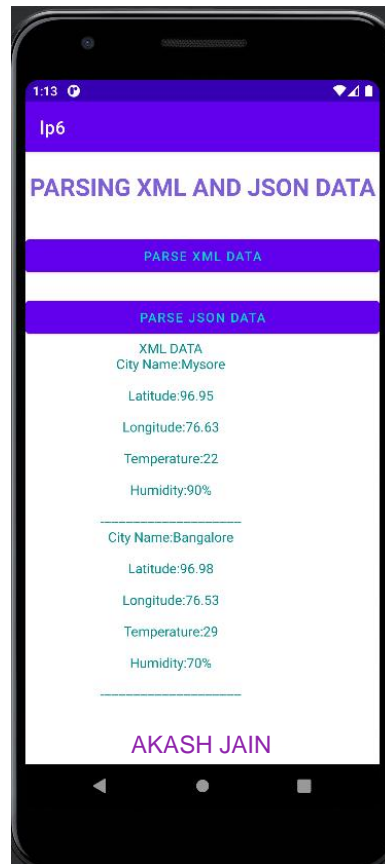 1:13
lp6
PARSING XML AND JSON DATA
PARSE XML DATA
PARSE JSON DATA
XML DATA
City Name:Mysore
Latitude:96.95
Longitude:76.63
Temperature:22
Humidity:90%
______________________
City Name:Bangalore
Latitude:96.98
Longitude:76.53
Temperature:29
Humidity:70%
______________________
AKASH JAIN